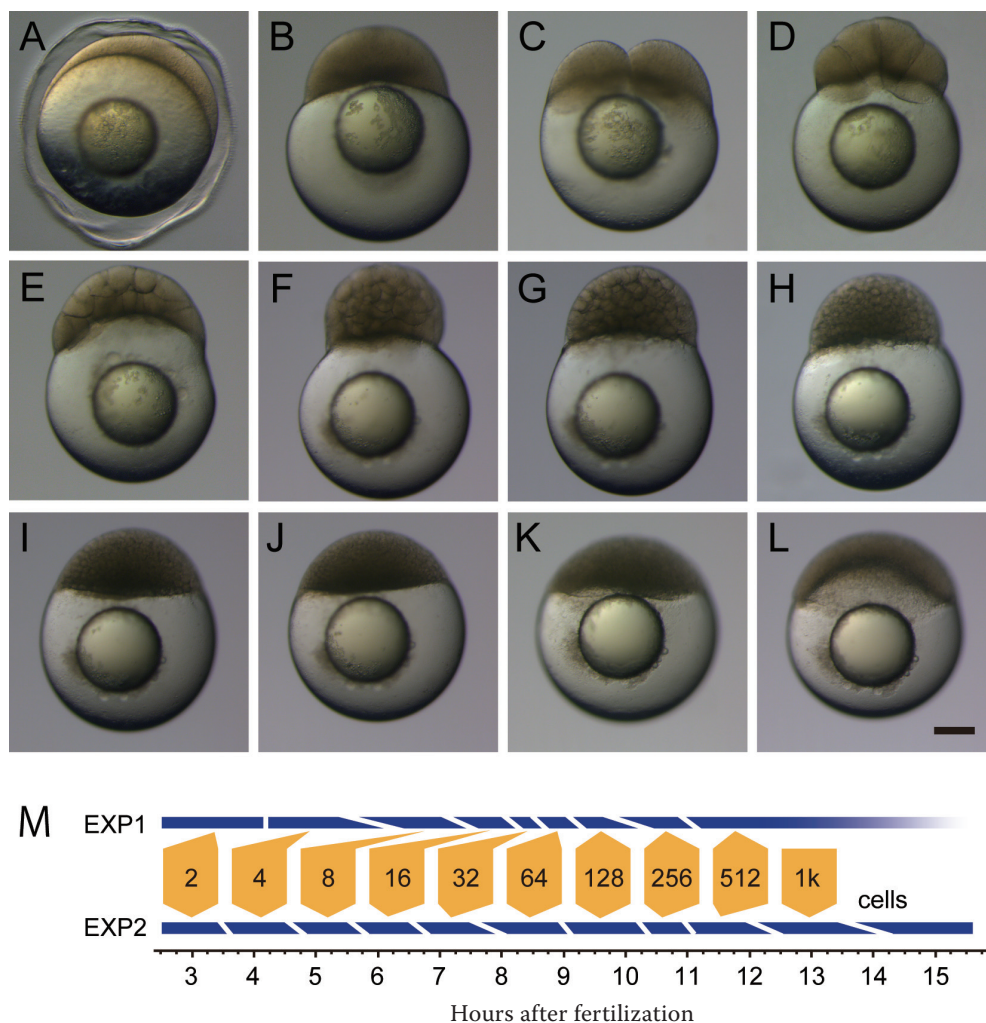 A B C D
E F G H
I J K L
M EXP1
2 4 8 16 32 64 128 256 512 1k cells
EXP2
3 4 5 6 7 8 9 10 11 12 13 14 15
Hours after fertilization